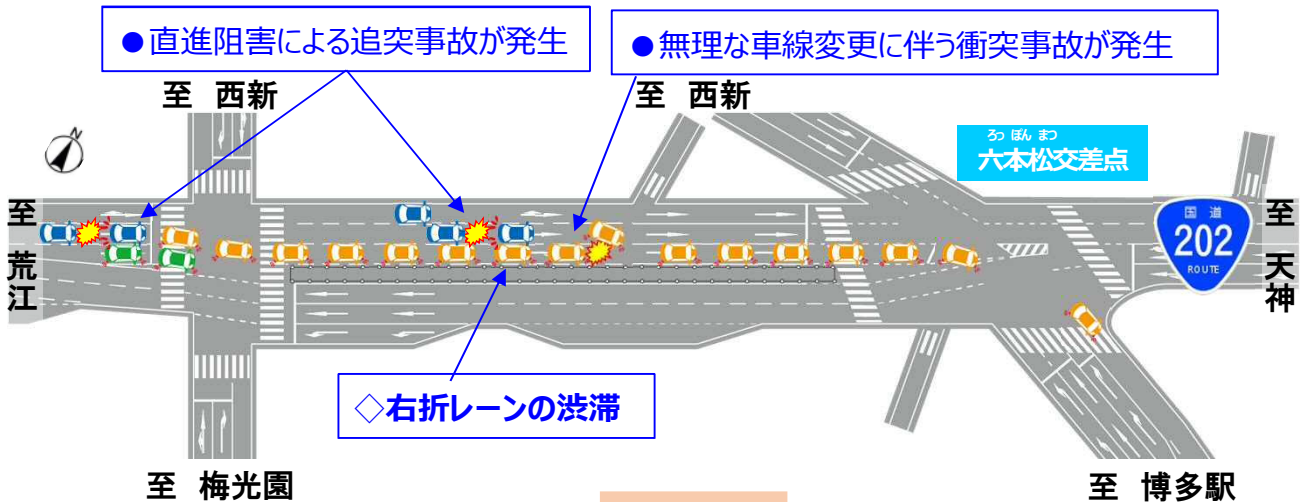 ●直進阻害による追突事故が発生
●無理な車線変更に伴う衝突事故が発生
至 西新
至 西新
N
ろっぽんまつ
六本松交差点
至
荒江
国道
202
ROUTE
至
天神
◇右折レーンの渋滞
至 梅光園
至 博多駅